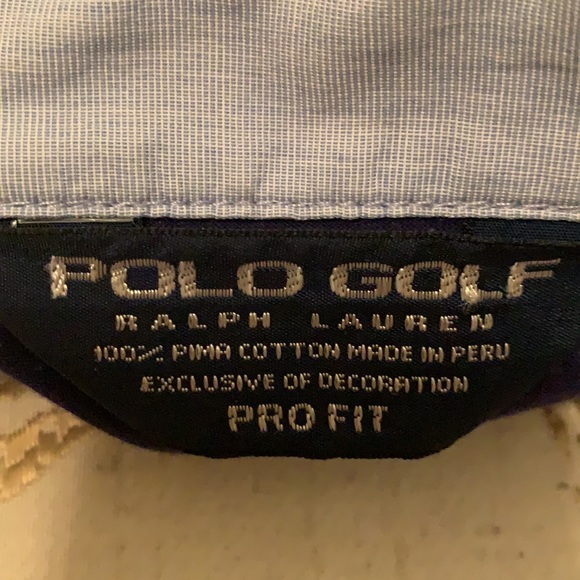 POLO GOLF
RALPH LAUREN
100% PIMA COTTON MADE IN PERU
EXCLUSIVE OF DECORATION
PRO FIT